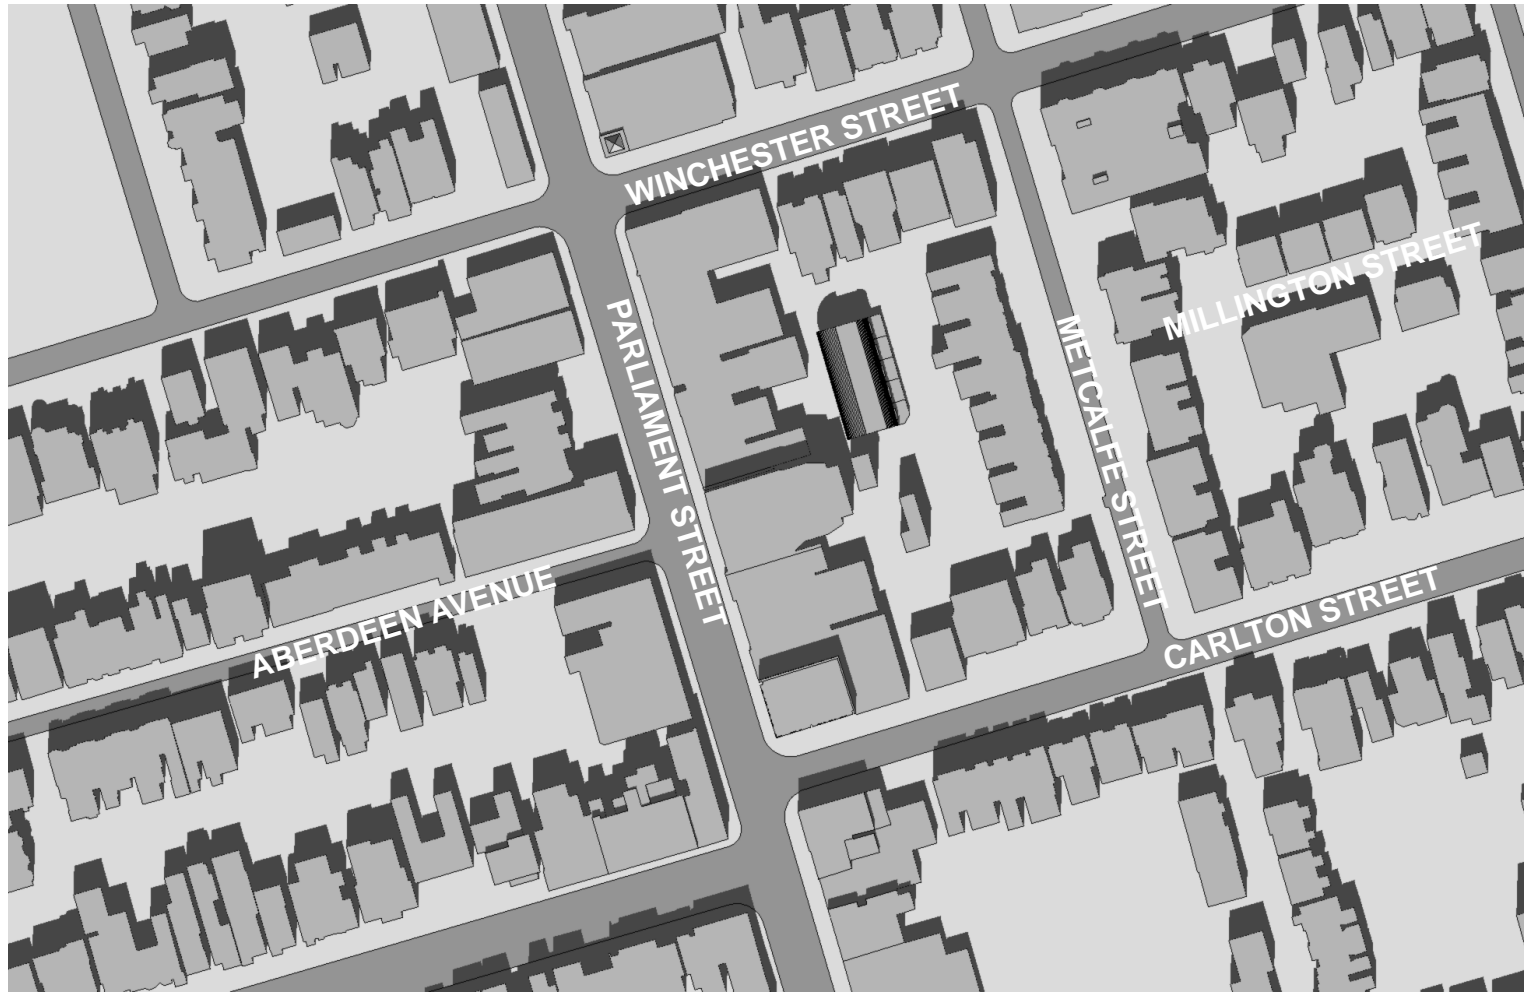 WINCHESTER STREET
PARLIAMENT STREET
MILLINGTON STREET
METCALFE STREET
ABERDEEN AVENUE
CARLTON STREET